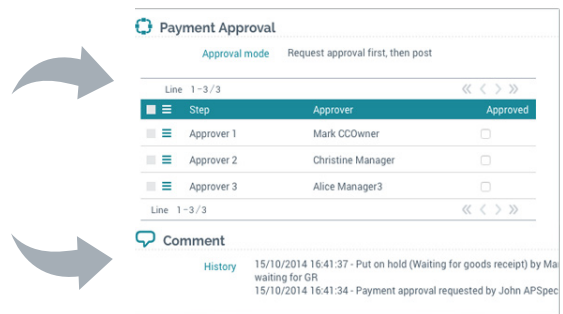 Payment Approval
Approval mode Request approval first, then post
Line 1-3/3
Step Approver Approved
Approver 1 Mark CCOwner
Approver 2 Christine Manager
Approver 3 Alice Manager3
Line 1-3/3
Comment
History 15/10/2014 16:41:37 - Put on hold (Waiting for goods receipt) by Ma
waiting for GR
15/10/2014 16:41:34 - Payment approval requested by John APSpec